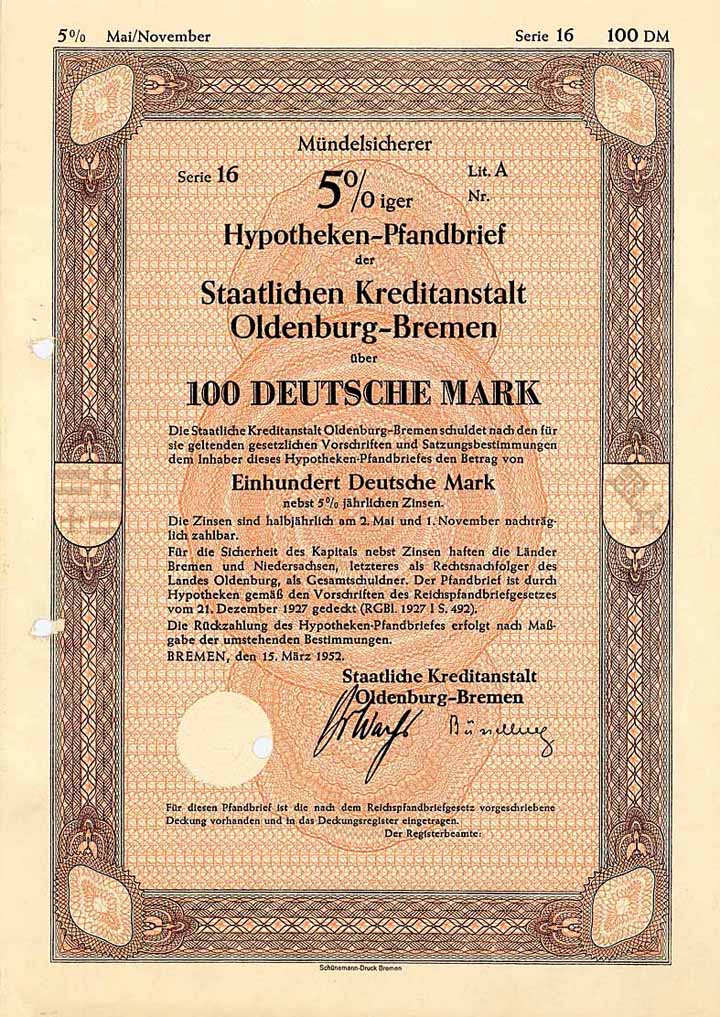 5% Mai/November Serie 16 100 DM
Mündelsicherer
Serie 16 5%iger Lit. A
Nr.
Hypotheken-Pfandbrief
der
Staatlichen Kreditanstalt
Oldenburg-Bremen
über
100 DEUTSCHE MARK
Die Staatliche Kreditanstalt Oldenburg-Bremen schuldet nach den für
sie geltenden gesetzlichen Vorschriften und Satzungsbestimmungen
dem Inhaber dieses Hypotheken-Pfandbriefes den Betrag von
Einhundert Deutsche Mark
nebst 5% jährlichen Zinsen.
Die Zinsen sind halbjährlich am 2. Mai und 1. November nachträg-
lich zahlbar.
Für die Sicherheit des Kapitals nebst Zinsen haften die Länder
Bremen und Niedersachsen, letzteres als Rechtsnachfolger des
Landes Oldenburg, als Gesamtschuldner. Der Pfandbrief ist durch
Hypotheken gemäß den Vorschriften des Reichspfandbriefgesetzes
vom 21. Dezember 1927 gedeckt (RGBl. 1927 I S. 492).
Die Rückzahlung des Hypotheken-Pfandbriefes erfolgt nach Maß-
gabe der umstehenden Bestimmungen.
BREMEN, den 15. März 1952.
Staatliche Kreditanstalt
Oldenburg-Bremen
Für diesen Pfandbrief ist die nach dem Reichspfandbriefgesetz vorgeschriebene
Deckung vorhanden und in das Deckungsregister eingetragen.
Der Registerbeamte:
Schünemann-Druck Bremen